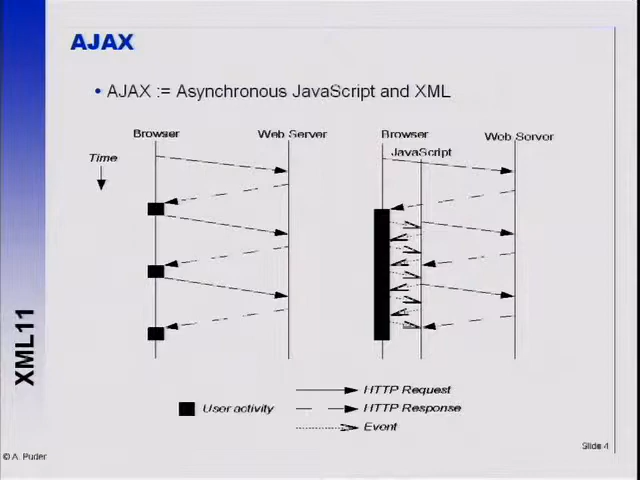 AJAX
• AJAX := Asynchronous JavaScript and XML
Browser
Web Server
Browser
Web Server
Time
JavaScript
XML11
HTTP Request
User activity
HTTP Response
Event
Slide 4
© A. Puder